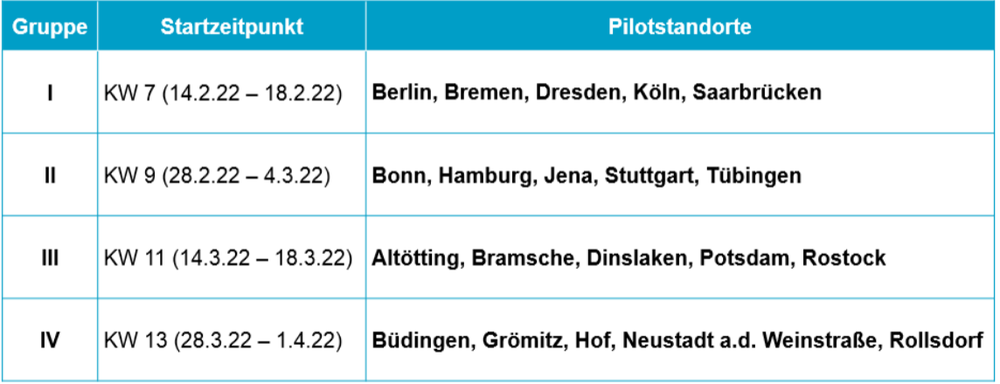 Gruppe Startzeitpunkt Pilotstandorte
I KW 7 (14.2.22 – 18.2.22) Berlin, Bremen, Dresden, Köln, Saarbrücken
II KW 9 (28.2.22 – 4.3.22) Bonn, Hamburg, Jena, Stuttgart, Tübingen
III KW 11 (14.3.22 – 18.3.22) Altötting, Bramsche, Dinslaken, Potsdam, Rostock
IV KW 13 (28.3.22 – 1.4.22) Büdingen, Grömitz, Hof, Neustadt a.d. Weinstraße, Rollsdorf